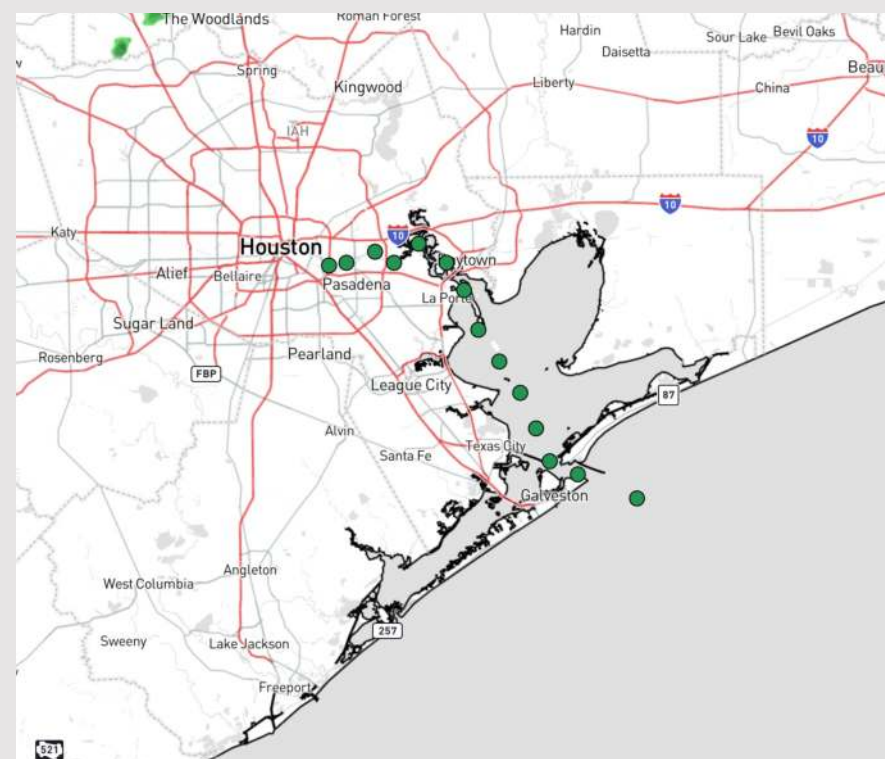 The Woodlands
Roman Forest
Hardin
Sour Lake
Bevil Oaks
Daisetta
Spring
Kingwood
Liberty
China
IAH
10
10
10
Katy
Houston
Alief
Bellaire
Pasadena
La Porte
Sugar Land
Pearland
Rosenberg
FBP
League City
87
Alvin
Texas City
Santa Fe
Galveston
Angleton
West Columbia
257
Sweeny
Lake Jackson
Freeport
521